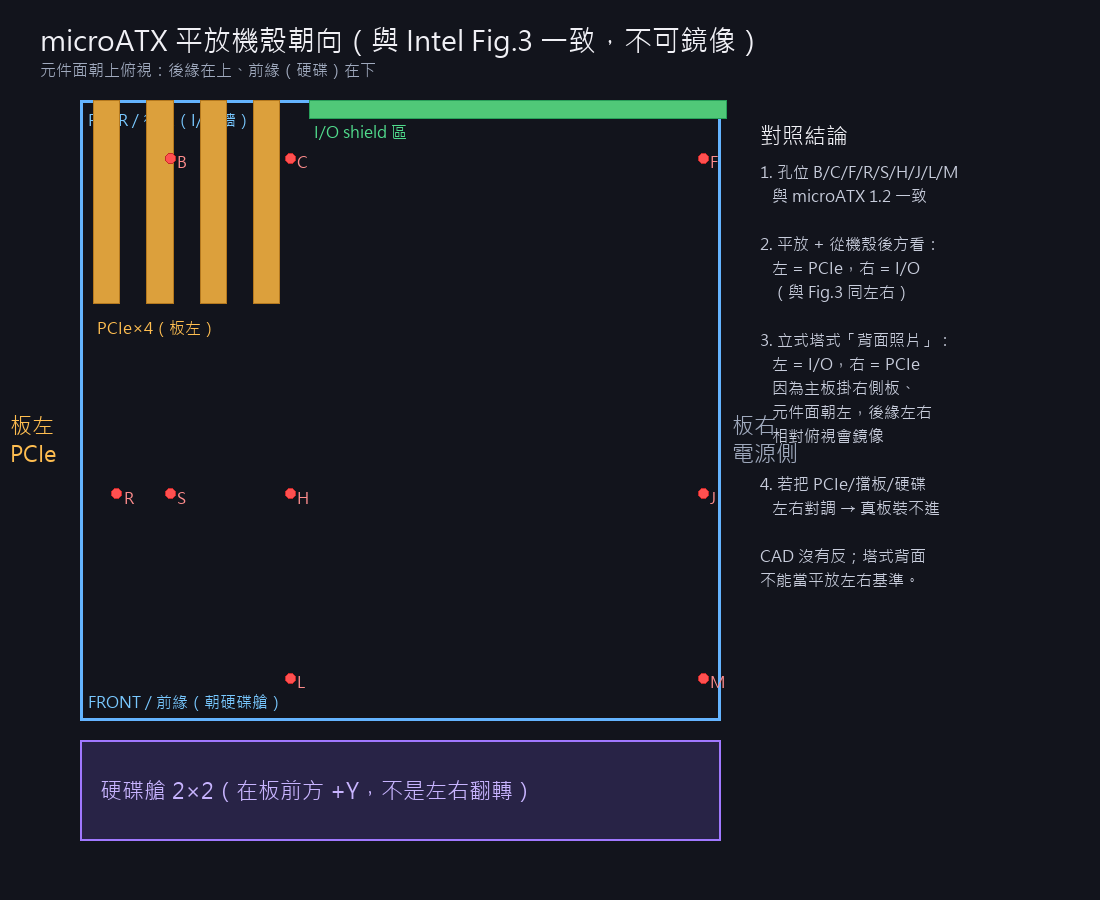 microATX 平放機殼朝向（與 Intel Fig.3 一致，不可鏡像）
元件面朝上俯視：後緣在上、前緣（硬碟）在下
I/O shield 區
B
C
F
PCIe×4（板左）
板左
PCIe
R
S
H
J
板右
電源側
L
M
FRONT / 前緣（朝硬碟艙）
硬碟艙 2×2（在板前方 +Y，不是左右翻轉）
對照結論
1. 孔位 B/C/F/R/S/H/J/L/M
與 microATX 1.2 一致
2. 平放 + 從機殼後方看：
左 = PCIe，右 = I/O
（與 Fig.3 同左右）
3. 立式塔式「背面照片」：
左 = I/O，右 = PCIe
因為主板掛右側板、
元件面朝左，後緣左右
相對俯視會鏡像
4. 若把 PCIe/擋板/硬碟
左右對調 → 真板裝不進
CAD 沒有反；塔式背面
不能當平放左右基準。